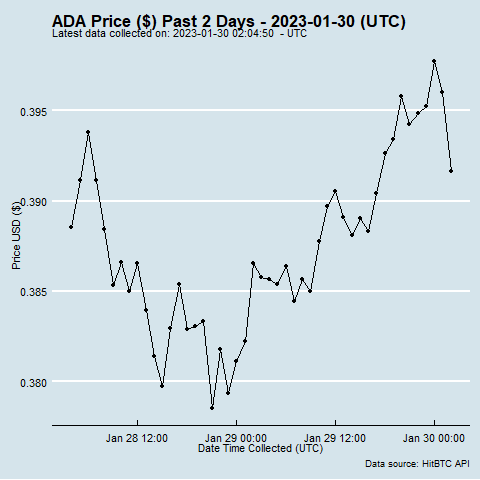 ADA Price ($) Past 2 Days - 2023-01-30 (UTC)
Latest data collected on: 2023-01-30 02:04:50 - UTC
0.395
0.390
0.385
0.380
Price USD ($)
Jan 28 12:00 Jan 29 00:00 Jan 29 12:00 Jan 30 00:00
Date Time Collected (UTC)
Data source: HitBTC API